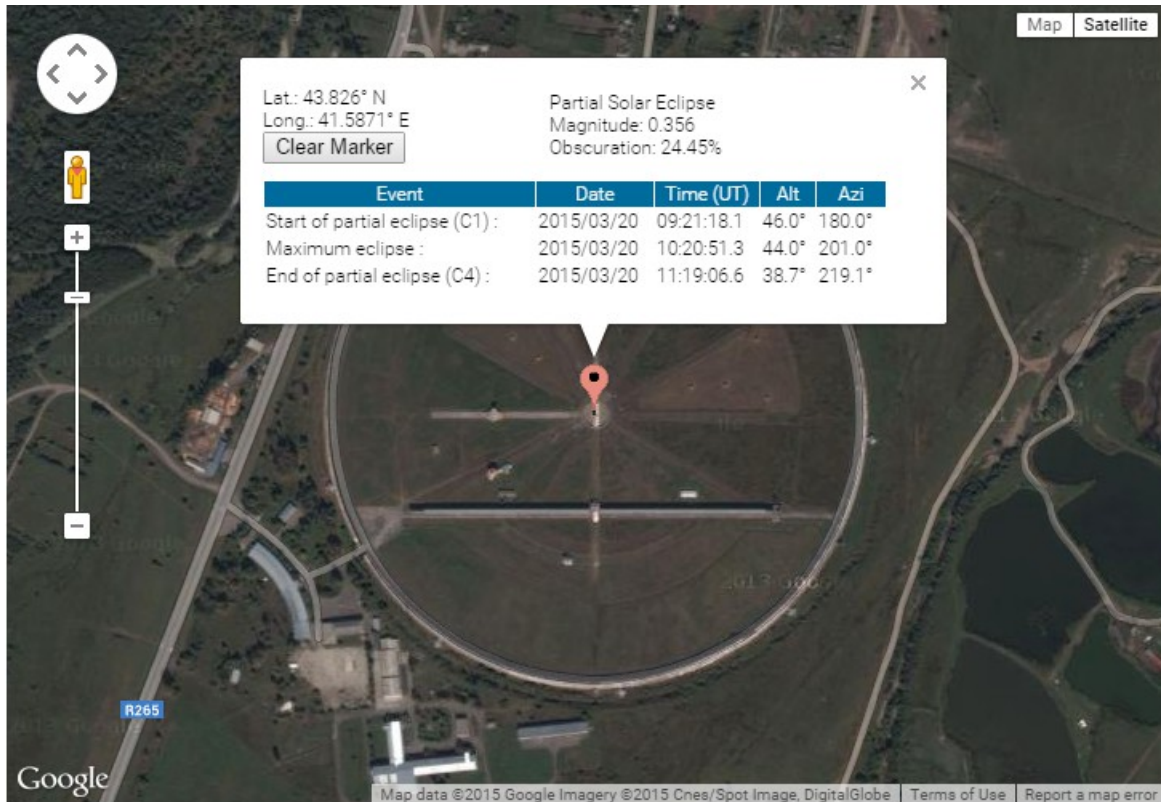 Map Satellite
Lat.: 43.826° N
Long.: 41.5871° E
Clear Marker
Partial Solar Eclipse
Magnitude: 0.356
Obscuration: 24.45%
Event Date Time (UT) Alt Azi
Start of partial eclipse (C1) : 2015/03/20 09:21:18.1 46.0° 180.0°
Maximum eclipse : 2015/03/20 10:20:51.3 44.0° 201.0°
End of partial eclipse (C4) : 2015/03/20 11:19:06.6 38.7° 219.1°
2013 Google
R265
Google
Map data ©2015 Google Imagery ©2015 Cnes/Spot Image, DigitalGlobe Terms of Use Report a map error